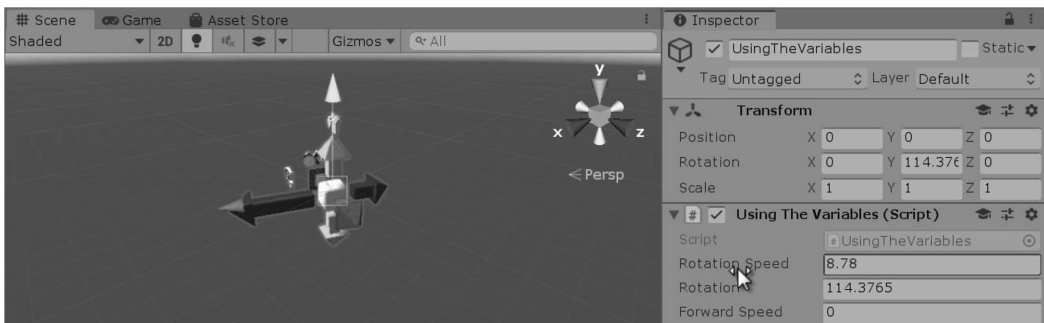 # Scene Game Asset Store
Shaded 2D Gizmos All
y
x z
Persp
Inspector
UsingTheVariables Static
Tag Untagged Layer Default
Transform
Position X 0 Y 0 Z 0
Rotation X 0 Y 114.376 Z 0
Scale X 1 Y 1 Z 1
# Using The Variables (Script)
Script # UsingTheVariables
Rotation Speed 8.78
Rotation 114.3765
Forward Speed 0